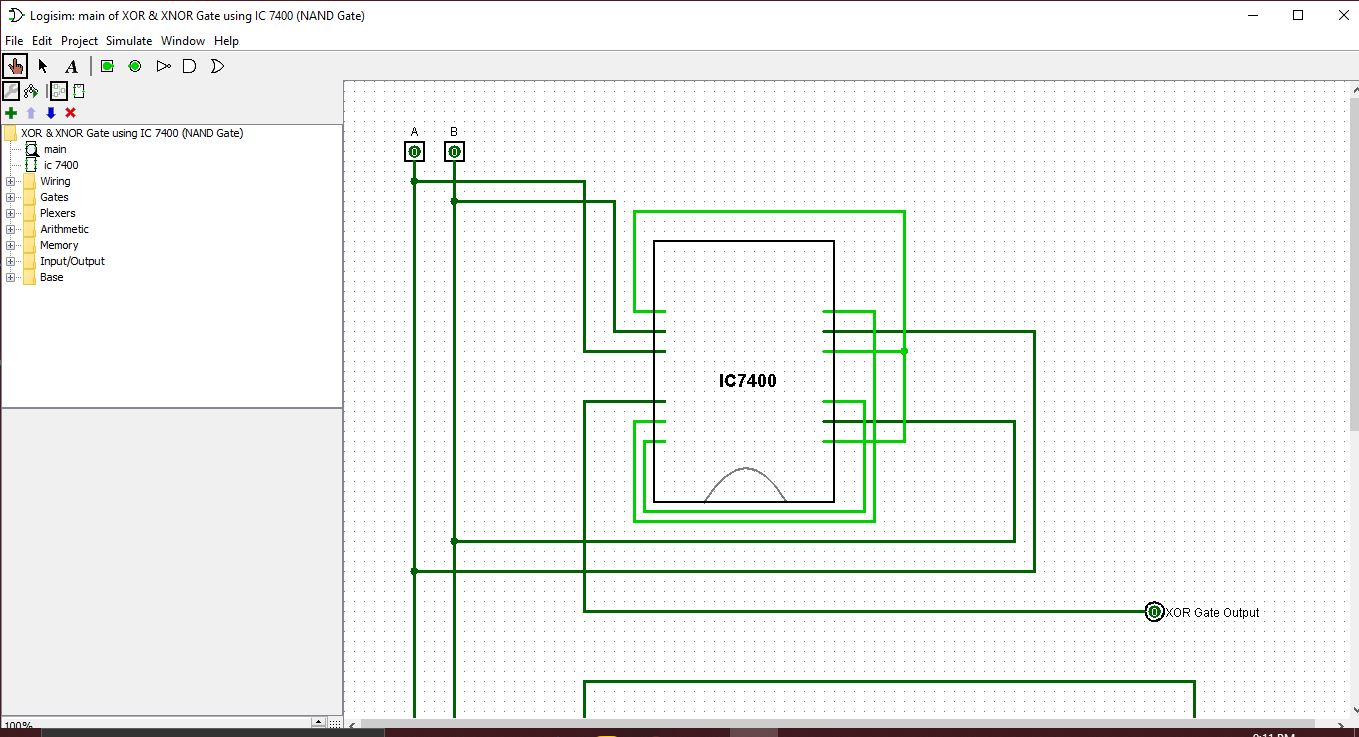 Logisim: main of XOR & XNOR Gate using IC 7400 (NAND Gate)
File Edit Project Simulate Window Help
A
XOR & XNOR Gate using IC 7400 (NAND Gate)
main
ic 7400
Wiring
Gates
Plexers
Arithmetic
Memory
Input/Output
Base
100%
A B
0 0
IC7400
0 XOR Gate Output